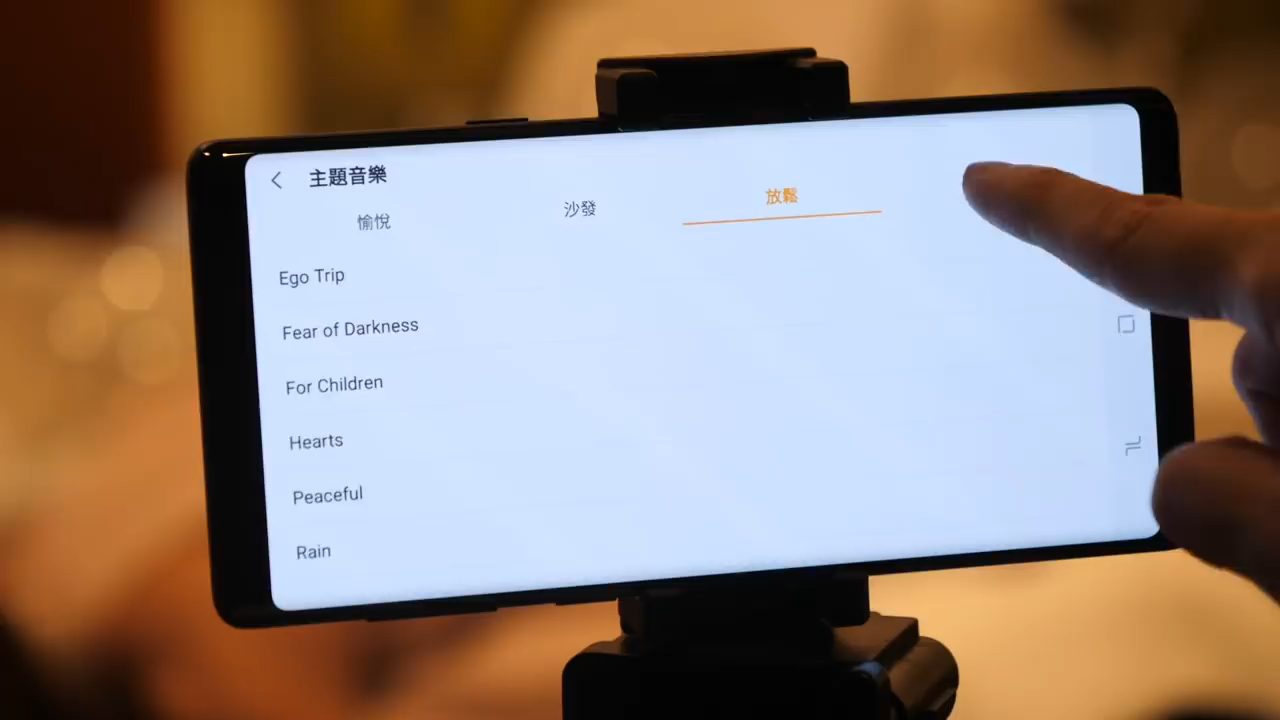 主題音樂
愉悅 沙發 放鬆
Ego Trip
Fear of Darkness
For Children
Hearts
Peaceful
Rain